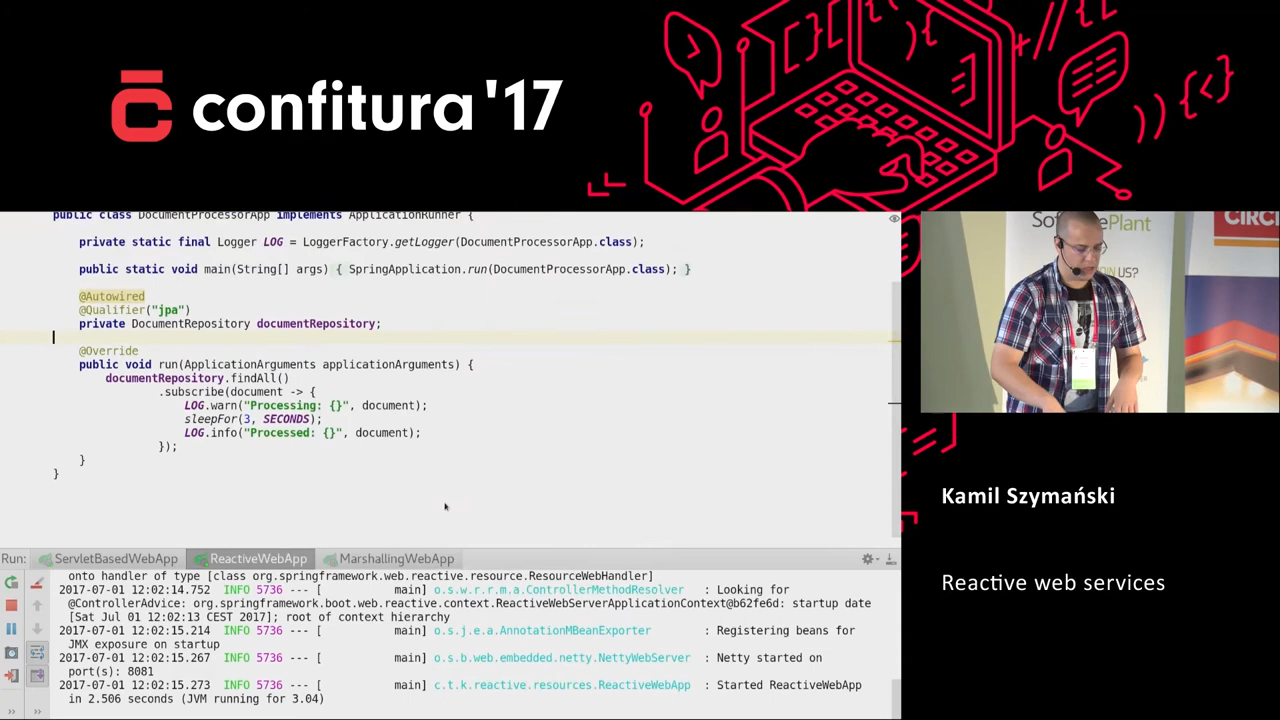 confitura '17
public class DocumentProcessorApp implements ApplicationRunner {
private static final Logger LOG = LoggerFactory.getLogger(DocumentProcessorApp.class);
public static void main(String[] args) { SpringApplication.run(DocumentProcessorApp.class); }
@Autowired
@Qualifier("jpa")
private DocumentRepository documentRepository;
@Override
public void run(ApplicationArguments applicationArguments) {
documentRepository.findAll()
.subscribe(document -> {
LOG.warn("Processing: {}", document);
sleepFor(3, SECONDS);
LOG.info("Processed: {}", document);
});
}
}
Run: ServletBasedWebApp ReactiveWebApp MarshallingWebApp
onto handler of type [class org.springframework.web.reactive.resource.ResourceWebHandler]
2017-07-01 12:02:14.752 INFO 5736 --- [ main] o.s.w.r.r.m.a.ControllerMethodResolver : Looking for
@ControllerAdvice: org.springframework.boot.web.reactive.context.ReactiveWebServerApplicationContext@b62fe6d: startup date
[Sat Jul 01 12:02:13 CEST 2017]; root of context hierarchy
2017-07-01 12:02:15.214 INFO 5736 --- [ main] o.s.j.e.a.AnnotationMBeanExporter : Registering beans for
JMX exposure on startup
2017-07-01 12:02:15.267 INFO 5736 --- [ main] o.s.b.web.embedded.netty.NettyWebServer : Netty started on
port(s): 8081
2017-07-01 12:02:15.273 INFO 5736 --- [ main] c.t.k.reactive.resources.ReactiveWebApp : Started ReactiveWebApp
in 2.506 seconds (JVM running for 3.04)
US?
Kamil Szymański
Reactive web services